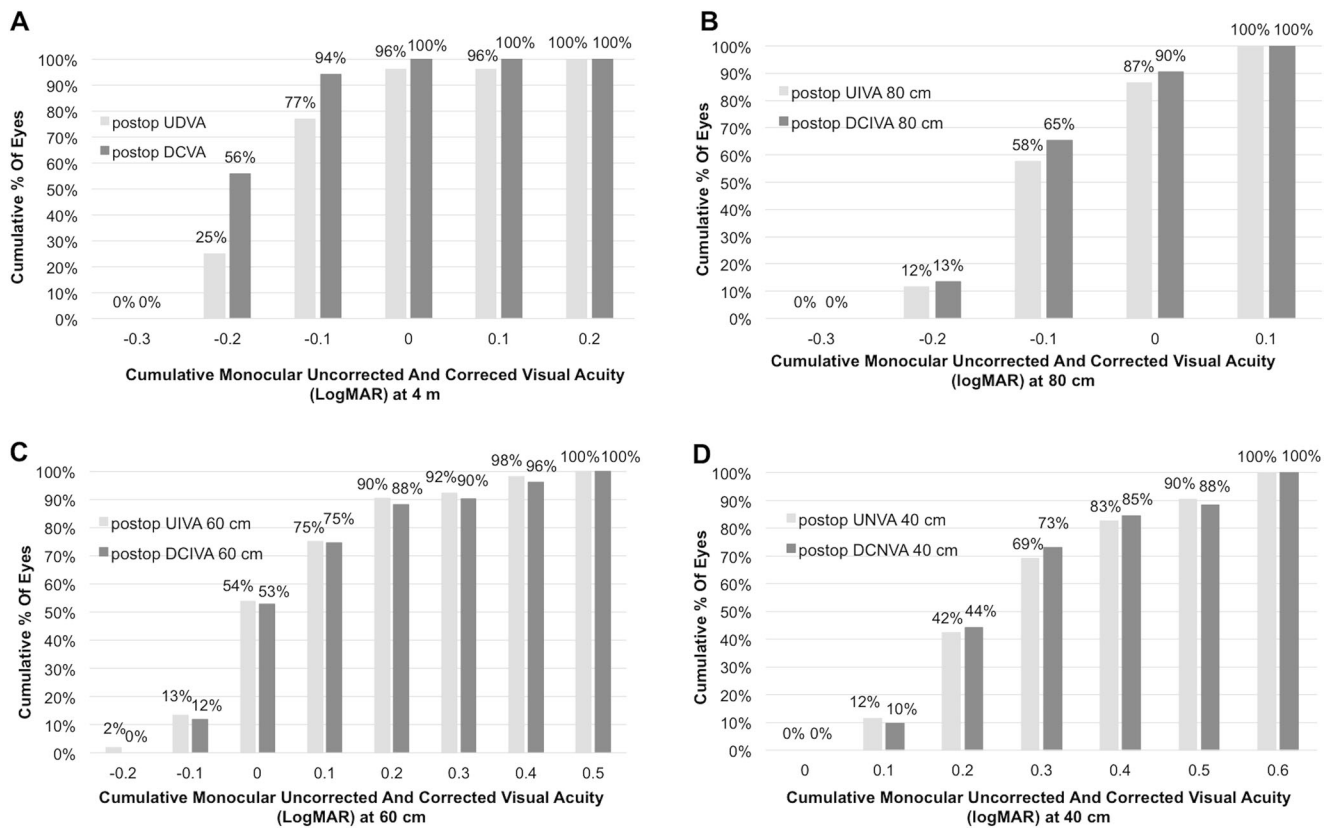 A
100% 100% 100% 100% 100%
96% 96%
94%
100%
90%
80%
77%
70%
60%
56%
50%
40%
30%
25%
20%
10%
0%
0% 0%
postop UDVA
postop DCVA
Cumulative % Of Eyes
-0.3 -0.2 -0.1 0 0.1 0.2
Cumulative Monocular Uncorrected And Correced Visual Acuity
(LogMAR) at 4 m
B
100% 100%
100%
90%
87% 90%
80%
70%
58% 65%
60%
50%
40%
30%
20%
12% 13%
10%
0%
0% 0%
postop UIVA 80 cm
postop DCIVA 80 cm
Cumulative % Of Eyes
-0.3 -0.2 -0.1 0 0.1
Cumulative Monocular Uncorrected And Corrected Visual Acuity
(logMAR) at 80 cm
C
100% 100%
98% 96%
92% 90%
90% 88%
75% 75%
54% 53%
13% 12%
2% 0%
100%
90%
80%
70%
60%
50%
40%
30%
20%
10%
0%
postop UIVA 60 cm
postop DCIVA 60 cm
Cumulative % Of Eyes
-0.2 -0.1 0 0.1 0.2 0.3 0.4 0.5
Cumulative Monocular Uncorrected And Corrected Visual Acuity
(LogMAR) at 60 cm
D
100% 100%
90% 88%
83% 85%
69% 73%
42% 44%
12% 10%
0% 0%
100%
90%
80%
70%
60%
50%
40%
30%
20%
10%
0%
postop UNVA 40 cm
postop DCNVA 40 cm
Cumulative % Of Eyes
0 0.1 0.2 0.3 0.4 0.5 0.6
Cumulative Monocular Uncorrected And Corrected Visual Acuity
(logMAR) at 40 cm